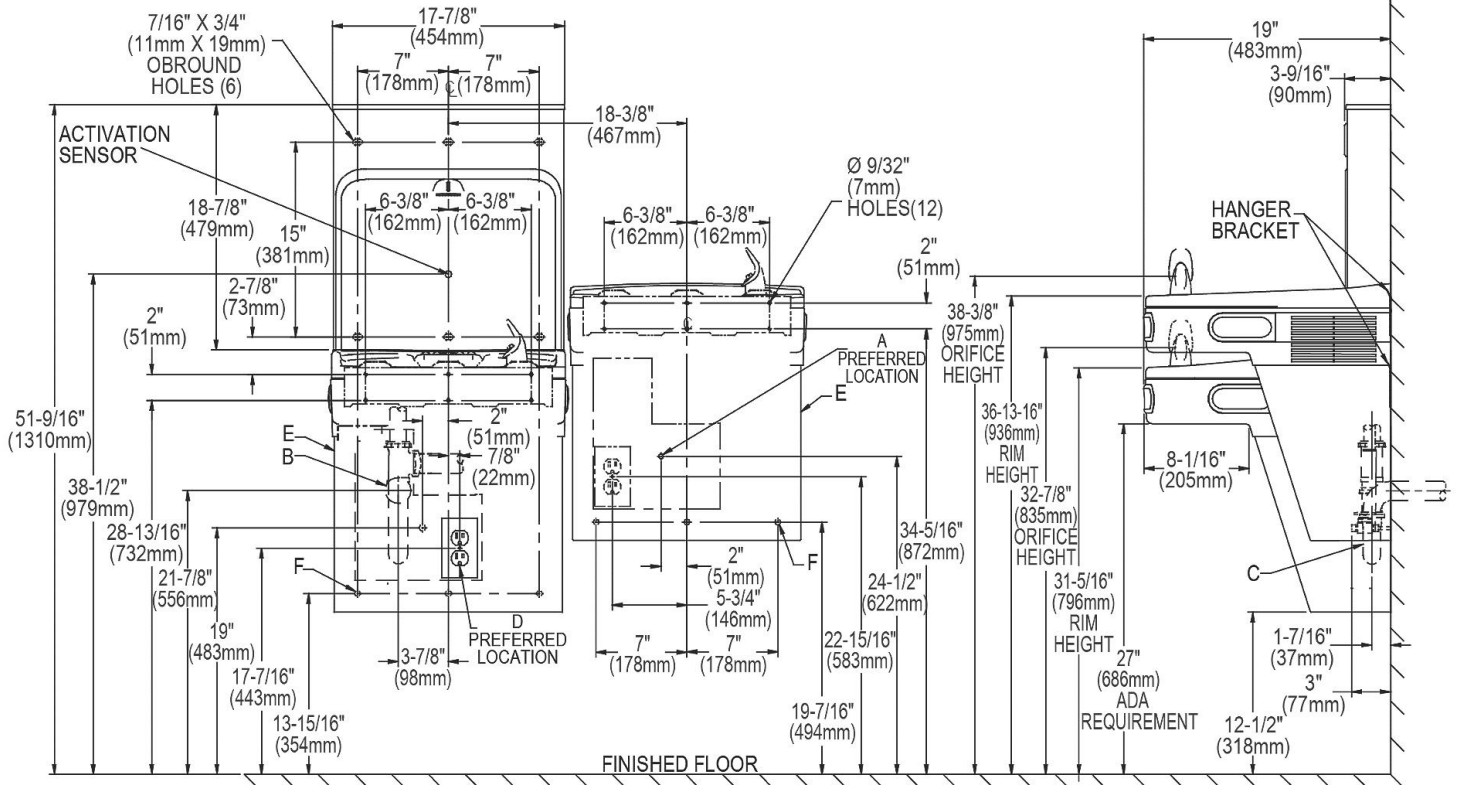 7/16" X 3/4"
(11mm X 19mm)
OBROUND
HOLES (6)
17-7/8"
(454mm)
7"
(178mm)
7"
(178mm)
℄
18-3/8"
(467mm)
19"
(483mm)
3-9/16"
(90mm)
ACTIVATION
SENSOR
18-7/8"
(479mm)
15"
(381mm)
2-7/8"
(73mm)
2"
(51mm)
6-3/8"
(162mm)
6-3/8"
(162mm)
6-3/8"
(162mm)
6-3/8"
(162mm)
Ø 9/32"
(7mm)
HOLES(12)
2"
(51mm)
HANGER
BRACKET
℄
A
PREFERRED
LOCATION
38-3/8"
(975mm)
ORIFICE
HEIGHT
E
51-9/16"
(1310mm)
38-1/2"
(979mm)
28-13/16"
(732mm)
21-7/8"
(556mm)
19"
(483mm)
17-7/16"
(443mm)
13-15/16"
(354mm)
E
B
2"
(51mm)
7/8"
(22mm)
F
D
PREFERRED
LOCATION
3-7/8"
(98mm)
F
2"
(51mm)
5-3/4"
(146mm)
7"
(178mm)
7"
(178mm)
34-5/16"
(872mm)
24-1/2"
(622mm)
22-15/16"
(583mm)
19-7/16"
(494mm)
36-13-16"
(936mm)
RIM
HEIGHT
32-7/8"
(835mm)
ORIFICE
HEIGHT
31-5/16"
(796mm)
RIM
HEIGHT
27"
(686mm)
ADA
REQUIREMENT
8-1/16"
(205mm)
C
1-7/16"
(37mm)
3"
(77mm)
12-1/2"
(318mm)
FINISHED FLOOR